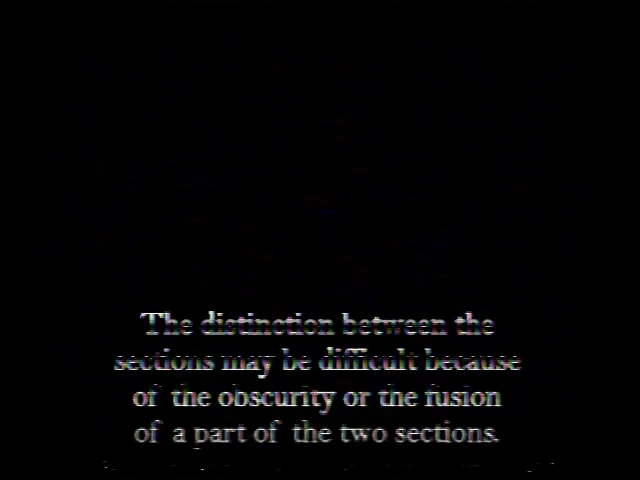 The distinction between the
sections may be difficult because
of the obscurity or the fusion
of a part of the two sections.